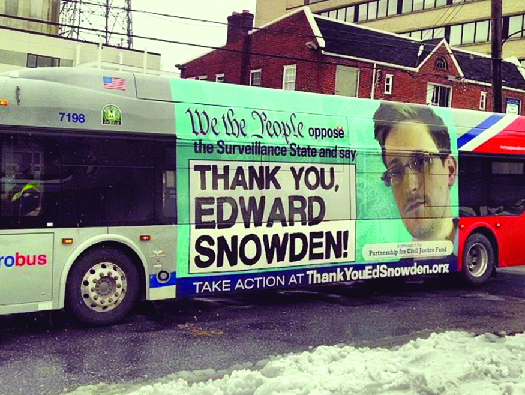 7198
We the People oppose
the Surveillance State and say
THANK YOU,
EDWARD
SNOWDEN!
Partnership for Civil Justice Fund
TAKE ACTION AT ThankYouEdSnowden.org
robus